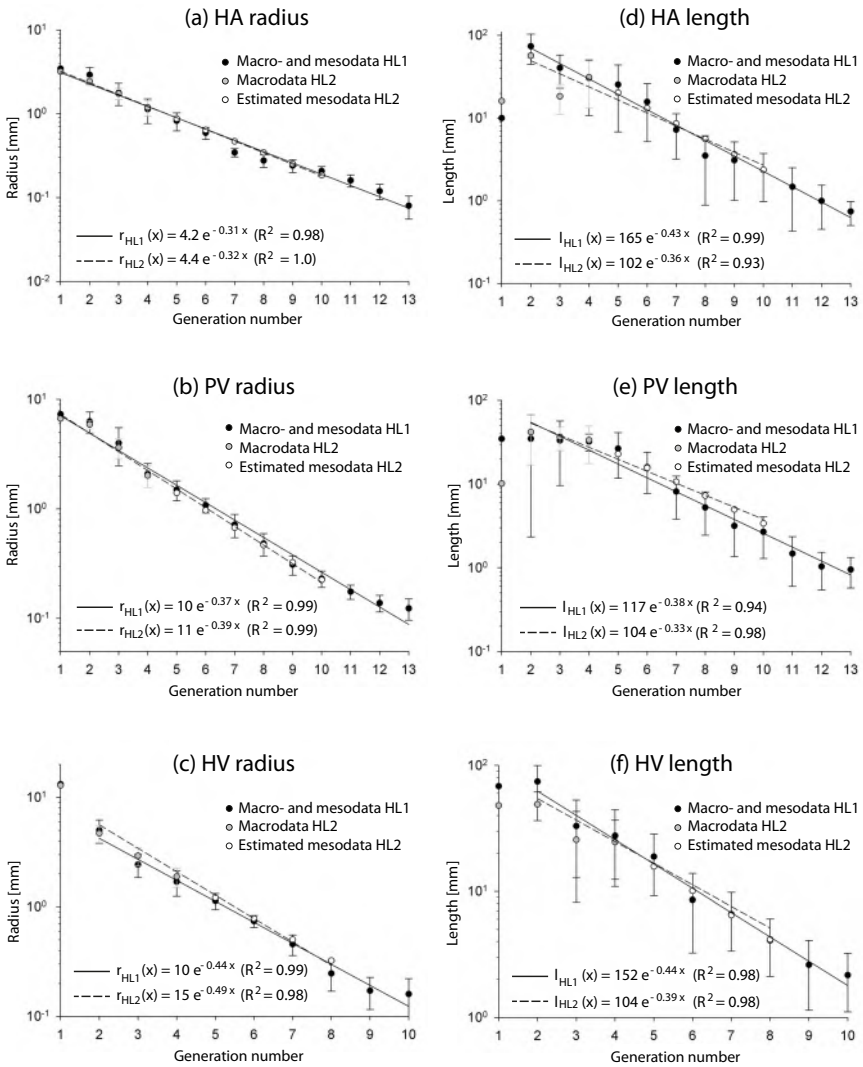 (a) HA radius
10^1
10^0
10^-1
10^-2
Radius [mm]
Macro- and mesodata HL1
Macrodata HL2
Estimated mesodata HL2
r_HL1 (x) = 4.2 e^-0.31 x (R^2 = 0.98)
r_HL2 (x) = 4.4 e^-0.32 x (R^2 = 1.0)
1 2 3 4 5 6 7 8 9 10 11 12 13
Generation number
(d) HA length
10^2
10^1
10^0
10^-1
Length [mm]
Macro- and mesodata HL1
Macrodata HL2
Estimated mesodata HL2
l_HL1 (x) = 165 e^-0.43 x (R^2 = 0.99)
l_HL2 (x) = 102 e^-0.36 x (R^2 = 0.93)
1 2 3 4 5 6 7 8 9 10 11 12 13
Generation number
(b) PV radius
10^1
10^0
10^-1
Radius [mm]
Macro- and mesodata HL1
Macrodata HL2
Estimated mesodata HL2
r_HL1 (x) = 10 e^-0.37 x (R^2 = 0.99)
r_HL2 (x) = 11 e^-0.39 x (R^2 = 0.99)
1 2 3 4 5 6 7 8 9 10 11 12 13
Generation number
(e) PV length
10^2
10^1
10^0
10^-1
Length [mm]
Macro- and mesodata HL1
Macrodata HL2
Estimated mesodata HL2
l_HL1 (x) = 117 e^-0.38 x (R^2 = 0.94)
l_HL2 (x) = 104 e^-0.33 x (R^2 = 0.98)
1 2 3 4 5 6 7 8 9 10 11 12 13
Generation number
(c) HV radius
10^1
10^0
10^-1
Radius [mm]
Macro- and mesodata HL1
Macrodata HL2
Estimated mesodata HL2
r_HL1 (x) = 10 e^-0.44 x (R^2 = 0.99)
r_HL2 (x) = 15 e^-0.49 x (R^2 = 0.98)
1 2 3 4 5 6 7 8 9 10
Generation number
(f) HV length
10^2
10^1
10^0
Length [mm]
Macro- and mesodata HL1
Macrodata HL2
Estimated mesodata HL2
l_HL1 (x) = 152 e^-0.44 x (R^2 = 0.98)
l_HL2 (x) = 104 e^-0.39 x (R^2 = 0.98)
1 2 3 4 5 6 7 8 9 10
Generation number